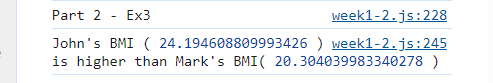 Part 2 - Ex3 week1-2.js:228
John's BMI ( 24.194608809993426 ) week1-2.js:245
is higher than Mark's BMI( 20.304039983340278 )